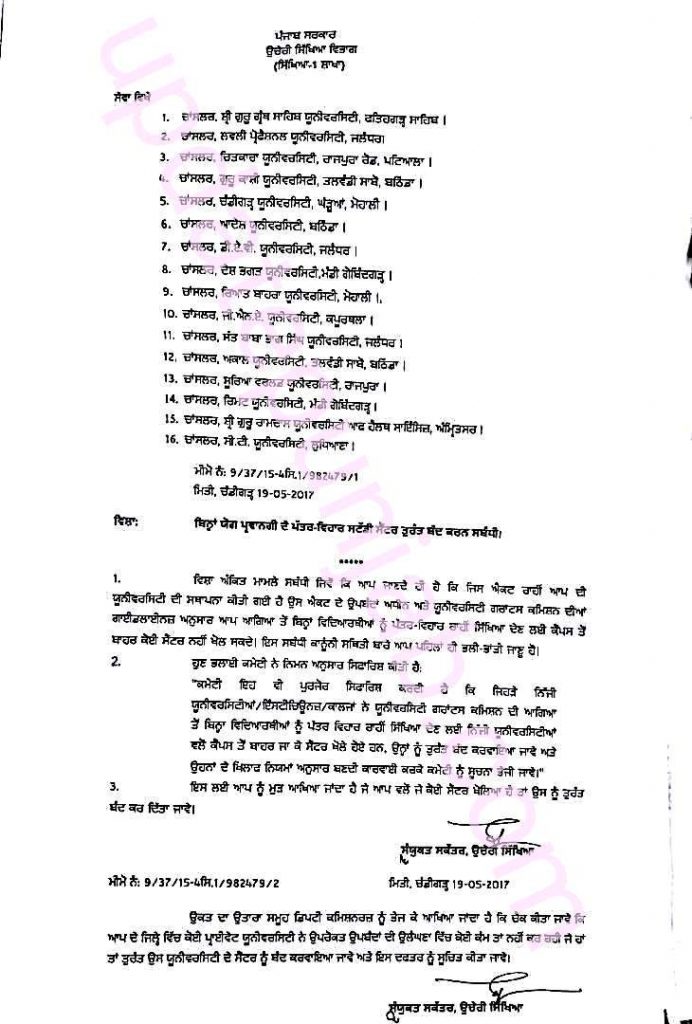 ਪੰਜਾਬ ਸਰਕਾਰ
ਉਚੇਰੀ ਸਿੱਖਿਆ ਵਿਭਾਗ
(ਸਿੱਖਿਆ-1 ਸ਼ਾਖਾ)
ਸੇਵਾ ਵਿਖੇ
1. ਚਾਂਸਲਰ, ਸ਼੍ਰੀ ਗੁਰੂ ਗ੍ਰੰਥ ਸਾਹਿਬ ਯੂਨੀਵਰਸਿਟੀ, ਫਤਿਹਗੜ੍ਹ ਸਾਹਿਬ ।
2. ਚਾਂਸਲਰ, ਲਵਲੀ ਪ੍ਰੋਫੈਸ਼ਨਲ ਯੂਨੀਵਰਸਿਟੀ, ਜਲੰਧਰ।
3. ਚਾਂਸਲਰ, ਚਿਤਕਾਰਾ ਯੂਨੀਵਰਸਿਟੀ, ਰਾਜਪੁਰਾ ਰੋਡ, ਪਟਿਆਲਾ ।
4. ਚਾਂਸਲਰ, ਗੁਰੂ ਕਾਸ਼ੀ ਯੂਨੀਵਰਸਿਟੀ, ਤਲਵੰਡੀ ਸਾਬੋ, ਬਠਿੰਡਾ ।
5. ਚਾਂਸਲਰ, ਚੰਡੀਗੜ੍ਹ ਯੂਨੀਵਰਸਿਟੀ, ਘੜੂੰਆਂ, ਮੋਹਾਲੀ ।
6. ਚਾਂਸਲਰ, ਆਦੇਸ਼ ਯੂਨੀਵਰਸਿਟੀ, ਬਠਿੰਡਾ ।
7. ਚਾਂਸਲਰ, ਡੀ.ਏ.ਵੀ. ਯੂਨੀਵਰਸਿਟੀ, ਜਲੰਧਰ ।
8. ਚਾਂਸਲਰ, ਦੇਸ਼ ਭਗਤ ਯੂਨੀਵਰਸਿਟੀ,ਮੰਡੀ ਗੋਬਿੰਦਗੜ੍ਹ ।
9. ਚਾਂਸਲਰ, ਰਿਆਤ ਬਾਹਰਾ ਯੂਨੀਵਰਸਿਟੀ, ਮੋਹਾਲੀ ।.
10. ਚਾਂਸਲਰ, ਜੀ.ਐਨ.ਏ. ਯੂਨੀਵਰਸਿਟੀ, ਕਪੂਰਥਲਾ ।
11. ਚਾਂਸਲਰ, ਸੰਤ ਬਾਬਾ ਭਾਗ ਸਿੰਘ ਯੂਨੀਵਰਸਿਟੀ, ਜਲੰਧਰ ।
12. ਚਾਂਸਲਰ, ਅਕਾਲ ਯੂਨੀਵਰਸਿਟੀ, ਤਲਵੰਡੀ ਸਾਬੋ, ਬਠਿੰਡਾ ।
13. ਚਾਂਸਲਰ, ਸੂਰਿਆ ਵਰਲਡ ਯੂਨੀਵਰਸਿਟੀ, ਰਾਜਪੁਰਾ ।
14. ਚਾਂਸਲਰ, ਰਿਮਟ ਯੂਨੀਵਰਸਿਟੀ, ਮੰਡੀ ਗੋਬਿੰਦਗੜ੍ਹ ।
15. ਚਾਂਸਲਰ, ਸ਼੍ਰੀ ਗੁਰੂ ਰਾਮਦਾਸ ਯੂਨੀਵਰਸਿਟੀ ਆਫ ਹੈਲਥ ਸਾਇੰਸਿਜ਼, ਅੰਮ੍ਰਿਤਸਰ ।
16. ਚਾਂਸਲਰ, ਸੀ.ਟੀ. ਯੂਨੀਵਰਸਿਟੀ, ਲੁਧਿਆਣਾ ।
ਮੀਮੋ ਨੰ: 9/37/15-4ਸਿ.1/982479/1
ਮਿਤੀ, ਚੰਡੀਗੜ੍ਹ 19-05-2017
ਵਿਸ਼ਾ: ਬਿਨ੍ਹਾਂ ਯੋਗ ਪ੍ਰਵਾਨਗੀ ਦੇ ਪੱਤਰ-ਵਿਹਾਰ ਸਟੱਡੀ ਸੈਂਟਰ ਤੁਰੰਤ ਬੰਦ ਕਰਨ ਸਬੰਧੀ।
*****
1. ਵਿਸ਼ਾ ਅੰਕਿਤ ਮਾਮਲੇ ਸਬੰਧੀ ਜਿਵੇਂ ਕਿ ਆਪ ਜਾਣਦੇ ਹੀ ਹੈ ਕਿ ਜਿਸ ਐਕਟ ਰਾਹੀਂ ਆਪ ਦੀ
ਯੂਨੀਵਰਸਿਟੀ ਦੀ ਸਥਾਪਨਾ ਕੀਤੀ ਗਈ ਹੈ ਉਸ ਐਕਟ ਦੇ ਉਪਬੰਧਾਂ ਅਧੀਨ ਅਤੇ ਯੂਨੀਵਰਸਿਟੀ ਗਰਾਂਟਸ ਕਮਿਸ਼ਨ ਦੀਆਂ
ਗਾਈਡਲਾਈਨਜ਼ ਅਨੁਸਾਰ ਆਪ ਆਗਿਆ ਤੋਂ ਬਿਨ੍ਹਾਂ ਵਿਦਿਆਰਥੀਆਂ ਨੂੰ ਪੱਤਰ-ਵਿਹਾਰ ਰਾਹੀਂ ਸਿੱਖਿਆ ਦੇਣ ਲਈ ਕੈਂਪਸ ਤੋਂ
ਬਾਹਰ ਕੋਈ ਸੈਂਟਰ ਨਹੀਂ ਖੋਲ ਸਕਦੇ। ਇਸ ਸਬੰਧੀ ਕਾਨੂੰਨੀ ਸਥਿਤੀ ਬਾਰੇ ਆਪ ਪਹਿਲਾਂ ਹੀ ਭਲੀ-ਭਾਂਤੀ ਜਾਣੂ ਹੋ।
2. ਹੁਣ ਭਲਾਈ ਕਮੇਟੀ ਨੇ ਨਿਮਨ ਅਨੁਸਾਰ ਸਿਫਾਰਿਸ਼ ਕੀਤੀ ਹੈ:
"ਕਮੇਟੀ ਇਹ ਵੀ ਪੁਰਜੋਰ ਸਿਫਾਰਿਸ਼ ਕਰਦੀ ਹੈ ਕਿ ਜਿਹੜੇ ਨਿੱਜੀ
ਯੂਨੀਵਰਸਿਟੀਆਂ/ਇੰਸਟੀਚਿਊਸ਼ਨਜ਼/ਕਾਲਜਾਂ ਨੇ ਯੂਨੀਵਰਸਿਟੀ ਗਰਾਂਟਸ ਕਮਿਸ਼ਨ ਦੀ ਆਗਿਆ
ਤੋਂ ਬਿਨ੍ਹਾ ਵਿਦਿਆਰਥੀਆਂ ਨੂੰ ਪੱਤਰ ਵਿਹਾਰ ਰਾਹੀਂ ਸਿੱਖਿਆ ਦੇਣ ਲਈ ਨਿੱਜੀ ਯੂਨੀਵਰਸਿਟੀਆਂ
ਵਲੋਂ ਕੈਂਪਸ ਤੋਂ ਬਾਹਰ ਜਾ ਕੇ ਸੈਂਟਰ ਖੋਲੇ ਹੋਏ ਹਨ, ਉਨ੍ਹਾਂ ਨੂੰ ਤੁਰੰਤ ਬੰਦ ਕਰਵਾਇਆ ਜਾਵੇ ਅਤੇ
ਉਹਨਾਂ ਦੇ ਖਿਲਾਫ ਨਿਯਮਾਂ ਅਨੁਸਾਰ ਬਣਦੀ ਕਾਰਵਾਈ ਕਰਕੇ ਕਮੇਟੀ ਨੂੰ ਸੂਚਨਾ ਭੇਜੀ ਜਾਵੇ।"
3. ਇਸ ਲਈ ਆਪ ਨੂੰ ਮੁੜ ਆਖਿਆ ਜਾਂਦਾ ਹੈ ਜੇ ਆਪ ਵਲੋਂ ਜੇ ਕੋਈ ਸੈਂਟਰ ਖੋਲਿਆ ਹੈ ਤਾਂ ਉਸ ਨੂੰ ਤੁਰੰਤ
ਬੰਦ ਕਰ ਦਿੱਤਾ ਜਾਵੇ।
ਸੰਯੁਕਤ ਸਕੱਤਰ, ਉਚੇਰੀ ਸਿੱਖਿਆ
ਮੀਮੋ ਨੰ: 9/37/15-4ਸਿ.1/982479/2 ਮਿਤੀ, ਚੰਡੀਗੜ੍ਹ 19-05-2017
ਉਕਤ ਦਾ ਉਤਾਰਾ ਸਮੂਹ ਡਿਪਟੀ ਕਮਿਸ਼ਨਰਜ਼ ਨੂੰ ਭੇਜ ਕੇ ਆਖਿਆ ਜਾਂਦਾ ਹੈ ਕਿ ਚੈਕ ਕੀਤਾ ਜਾਵੇ ਕਿ
ਆਪ ਦੇ ਜਿਲ੍ਹੇ ਵਿੱਚ ਕੋਈ ਪ੍ਰਾਈਵੇਟ ਯੂਨੀਵਰਸਿਟੀ ਨੇ ਉਪਰੋਕਤ ਉਪਬੰਧਾਂ ਦੀ ਉਲੰਘਣਾ ਵਿੱਚ ਕੋਈ ਕੰਮ ਤਾਂ ਨਹੀਂ ਕਰ ਰਹੀ ਜੇ ਹਾਂ
ਤਾਂ ਤੁਰੰਤ ਉਸ ਯੂਨੀਵਰਸਿਟੀ ਦੇ ਸੈਂਟਰ ਨੂੰ ਬੰਦ ਕਰਵਾਇਆ ਜਾਵੇ ਅਤੇ ਇਸ ਦਫਤਰ ਨੂੰ ਸੂਚਿਤ ਕੀਤਾ ਜਾਵੇ।
ਸੰਯੁਕਤ ਸਕੱਤਰ, ਉਚੇਰੀ ਸਿੱਖਿਆ